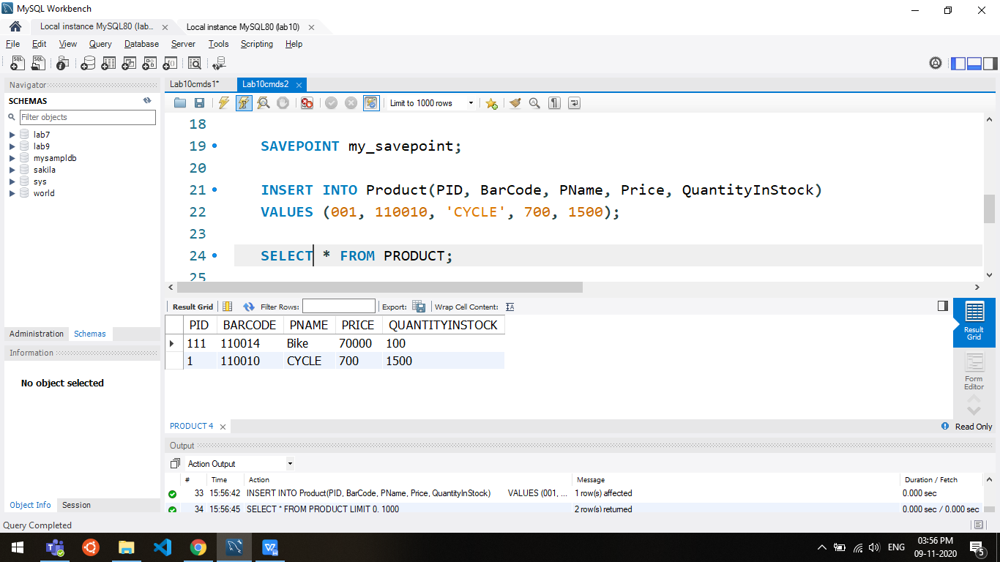 MySQL Workbench
Local instance MySQL80 (lab... Local instance MySQL80 (lab10)
File Edit View Query Database Server Tools Scripting Help
Navigator
SCHEMAS
Filter objects
lab7
lab9
mysampldb
sakila
sys
world
Administration Schemas
Information
No object selected
Object Info Session
Lab10cmds1* Lab10cmds2
Limit to 1000 rows
18
19 SAVEPOINT my_savepoint;
20
21 INSERT INTO Product(PID, BarCode, PName, Price, QuantityInStock)
22 VALUES (001, 110010, 'CYCLE', 700, 1500);
23
24 SELECT * FROM PRODUCT;
25
Result Grid Filter Rows: Export: Wrap Cell Content:
PID BARCODE PNAME PRICE QUANTITYINSTOCK
111 110014 Bike 70000 100
1 110010 CYCLE 700 1500
Result
Grid
Form
Editor
PRODUCT 4 Read Only
Output
Action Output
# Time Action Message Duration / Fetch
33 15:56:42 INSERT INTO Product(PID, BarCode, PName, Price, QuantityInStock) VALUES (001, ... 1 row(s) affected 0.000 sec
34 15:56:45 SELECT * FROM PRODUCT LIMIT 0, 1000 2 row(s) returned 0.000 sec / 0.000 sec
Query Completed
ENG 03:56 PM
09-11-2020
5